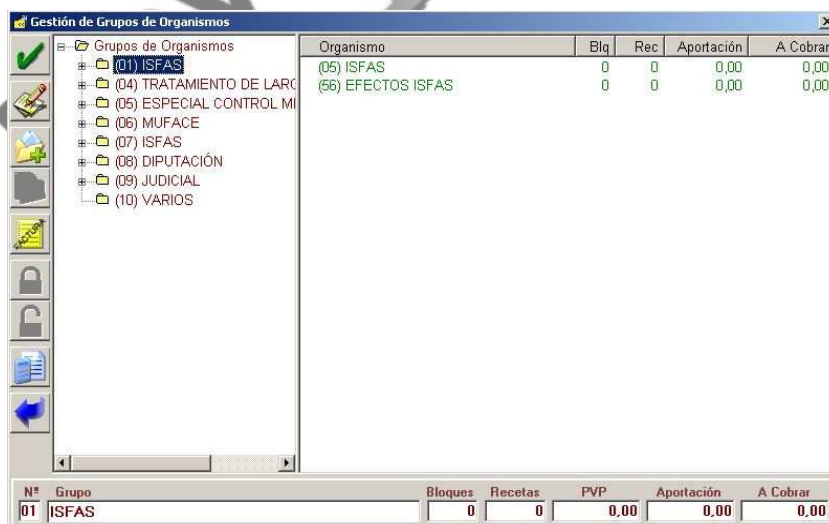 Gestión de Grupos de Organismos
Grupos de Organismos
(01) ISFAS
(04) TRATAMIENTO DE LARG
(05) ESPECIAL CONTROL MÉ
(06) MUFACE
(07) ISFAS
(08) DIPUTACIÓN
(09) JUDICIAL
(10) VARIOS
FACTURA
Organismo Blq Rec Aportación A Cobrar
(05) ISFAS 0 0 0,00 0,00
(56) EFECTOS ISFAS 0 0 0,00 0,00
Nº Grupo Bloques Recetas PVP Aportación A Cobrar
01 ISFAS 0 0 0,00 0,00 0,00